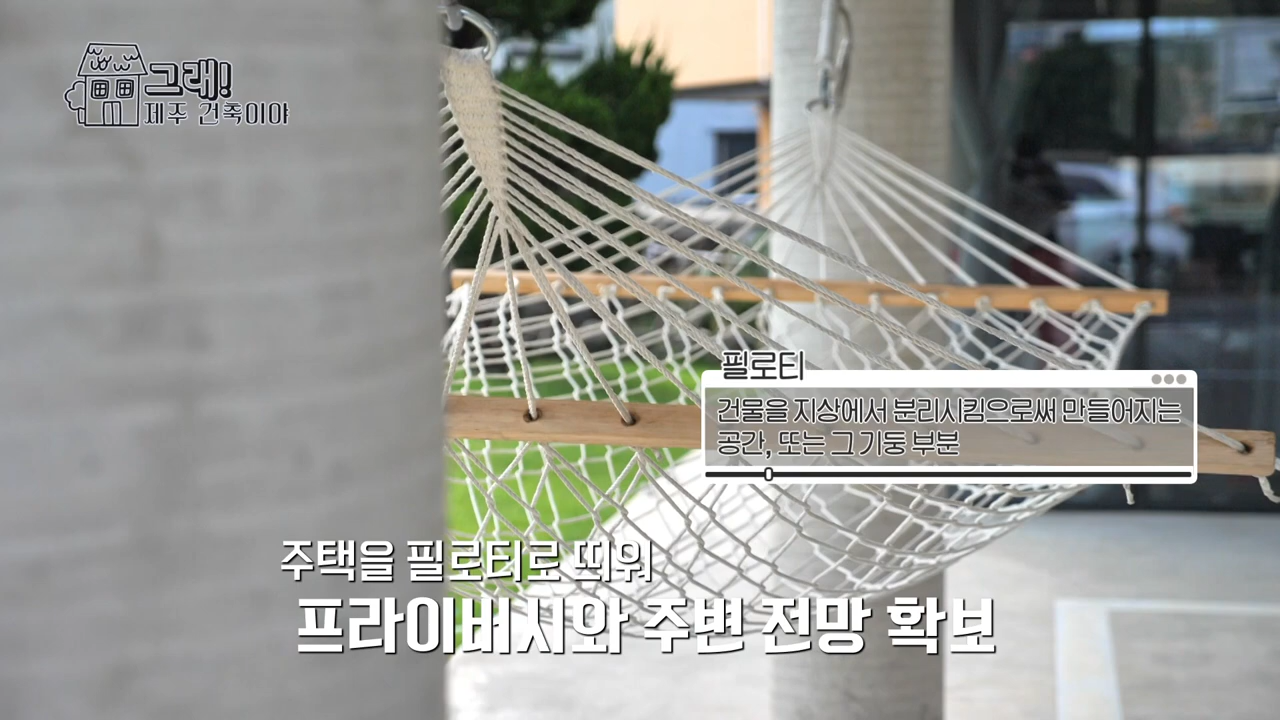 그래!
제주 건축이야
필로티
건물을 지상에서 분리시킴으로써 만들어지는
공간, 또는 그 기둥 부분
주택을 필로티로 띄워
프라이버시와 주변 전망 확보